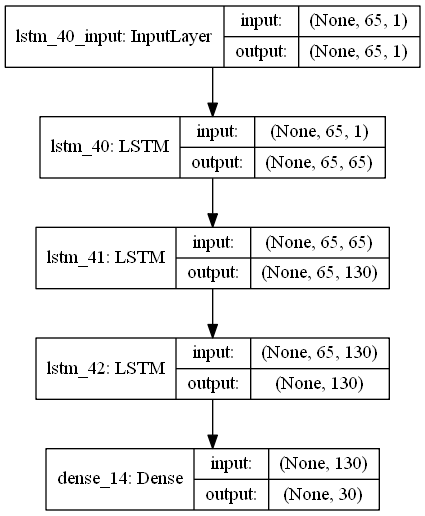 lstm_40_input: InputLayer
input: (None, 65, 1)
output: (None, 65, 1)
lstm_40: LSTM
input: (None, 65, 1)
output: (None, 65, 65)
lstm_41: LSTM
input: (None, 65, 65)
output: (None, 65, 130)
lstm_42: LSTM
input: (None, 65, 130)
output: (None, 130)
dense_14: Dense
input: (None, 130)
output: (None, 30)